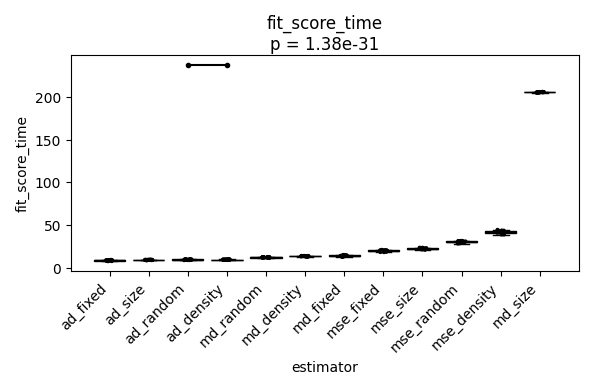 fit_score_time
p = 1.38e-31
fit_score_time
200
150
100
50
0
ad_fixed
ad_size
ad_random
ad_density
md_random
md_density
md_fixed
mse_fixed
mse_size
mse_random
mse_density
md_size
estimator